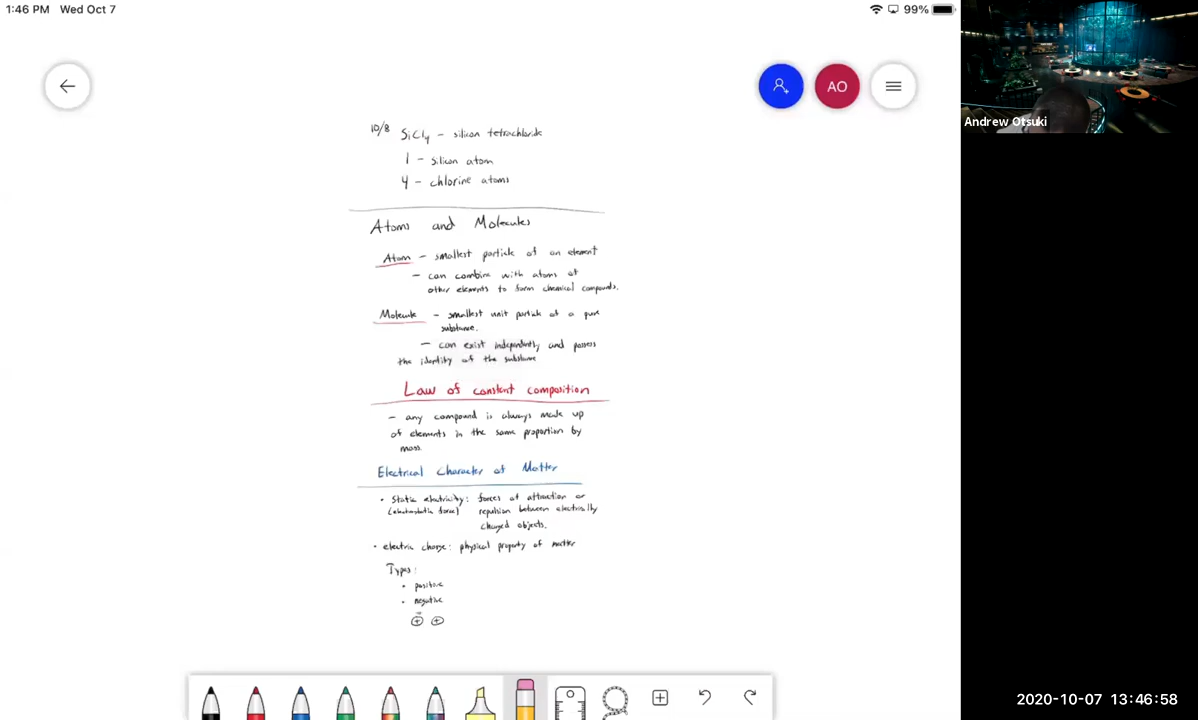 1:46 PM Wed Oct 7
99%
AO
Andrew Otsuki
10/8 SiCl4 - silicon tetrachloride
1 - silicon atom
4 - chlorine atoms
Atoms and Molecules
Atom - smallest particle of an element
- can combine with atoms of
other elements to form chemical compounds.
Molecule - smallest unit particle of a pure
substance.
- can exist independently and possess
the identity of the substance
Law of constant composition
- any compound is always made up
of elements in the same proportion by
mass.
Electrical Character of Matter
• Static electricity: forces of attraction or
(electrostatic force) repulsion between electrically
charged objects.
• electric charge: physical property of matter
Types:
• positive
• negative
+ +
2020-10-07 13:46:58